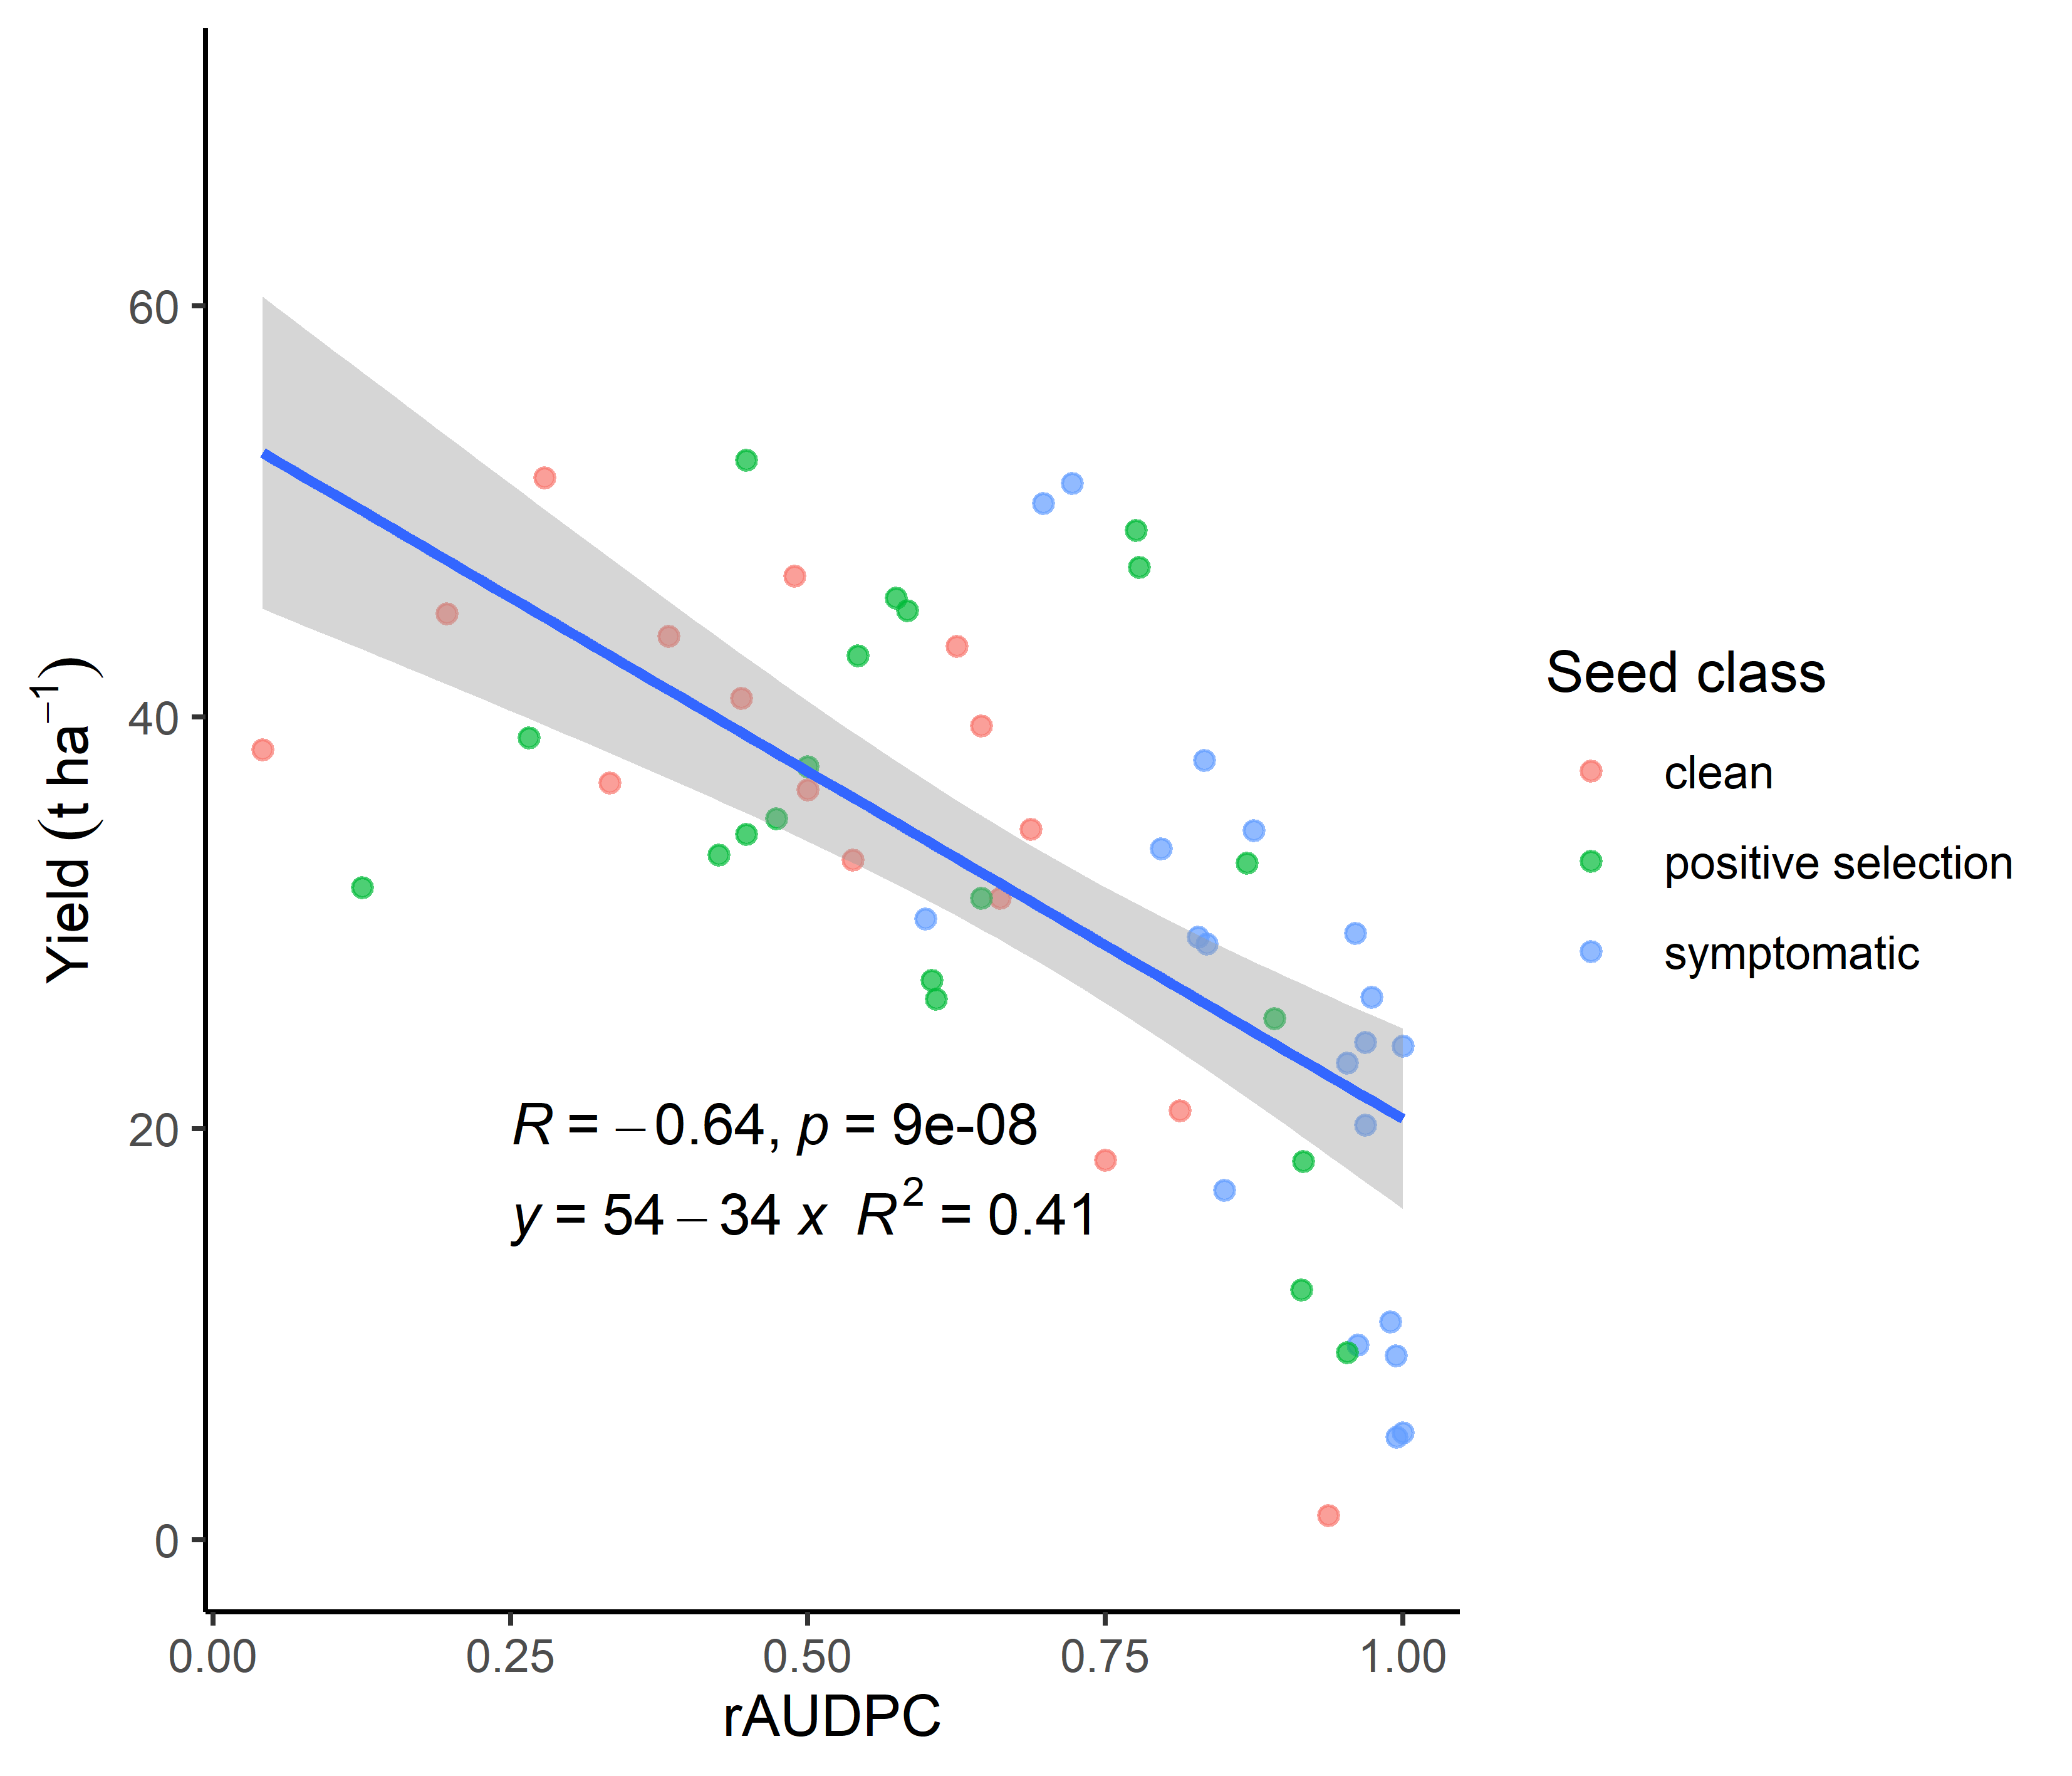 60
40
20
0
Yield (t ha⁻¹)
R = −0.64, p = 9e-08
y = 54 − 34 x R² = 0.41
0.00 0.25 0.50 0.75 1.00
rAUDPC
Seed class
clean
positive selection
symptomatic